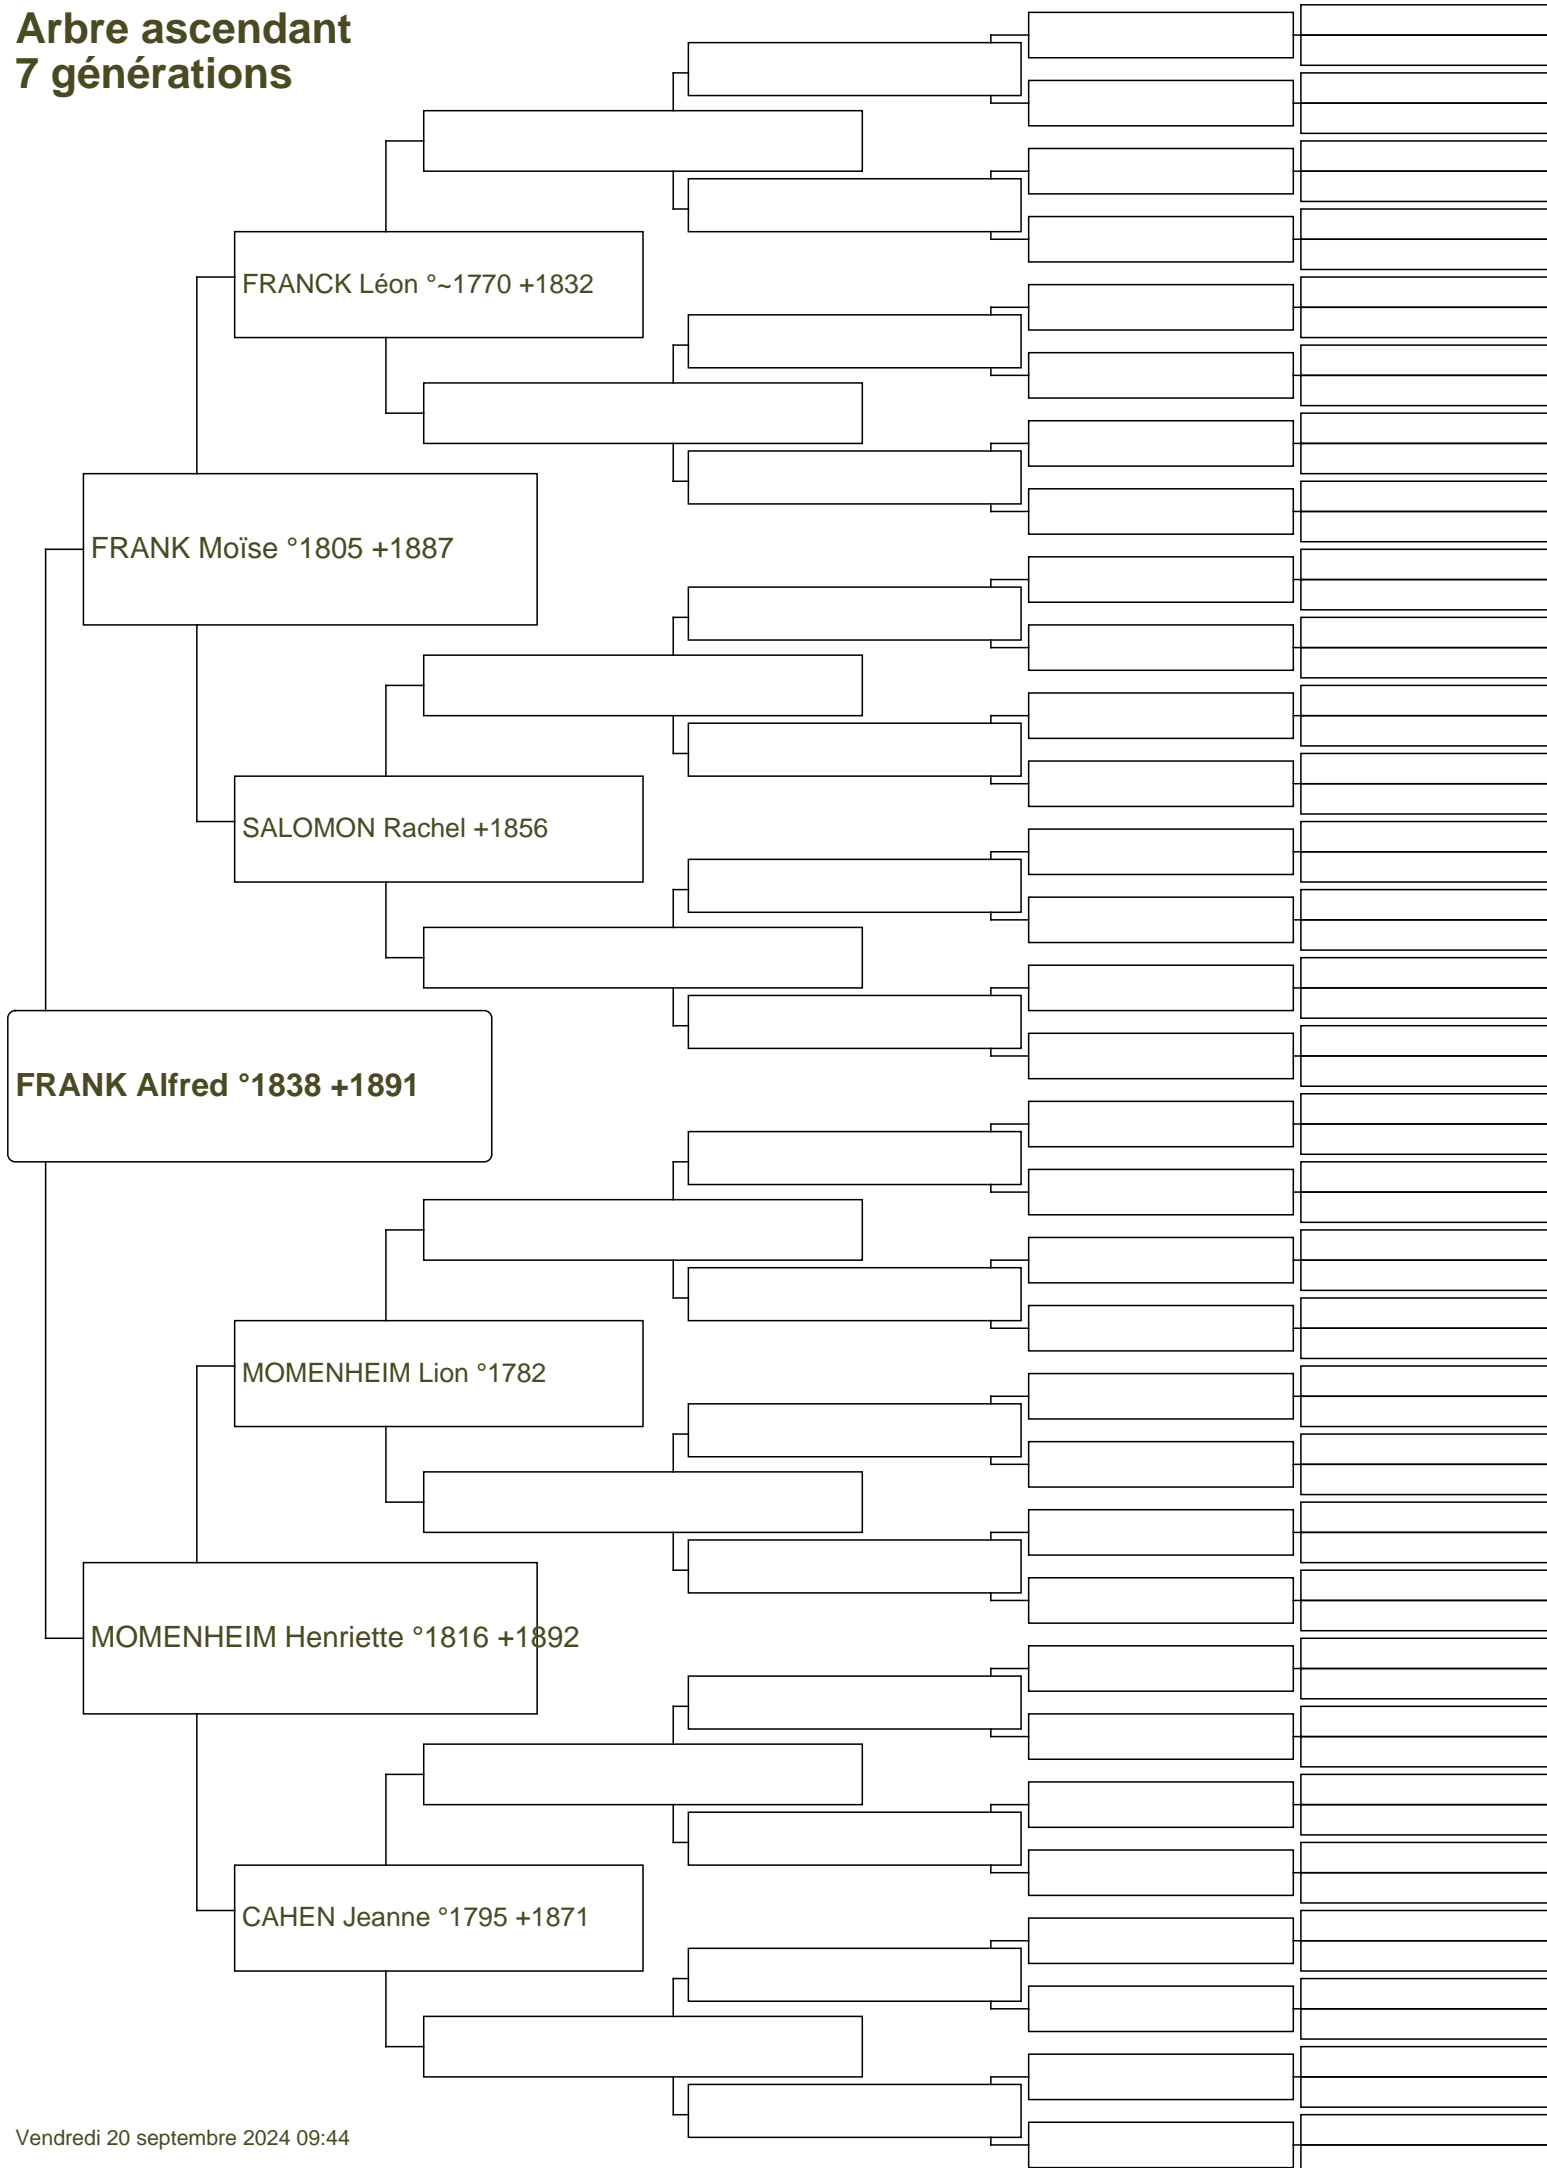 Arbre ascendant
7 générations
FRANCK Léon °~1770 +1832
FRANK Moïse °1805 +1887
SALOMON Rachel +1856
FRANK Alfred °1838 +1891
MOMENHEIM Lion °1782
MOMENHEIM Henriette °1816 +1892
CAHEN Jeanne °1795 +1871
Vendredi 20 septembre 2024 09:44